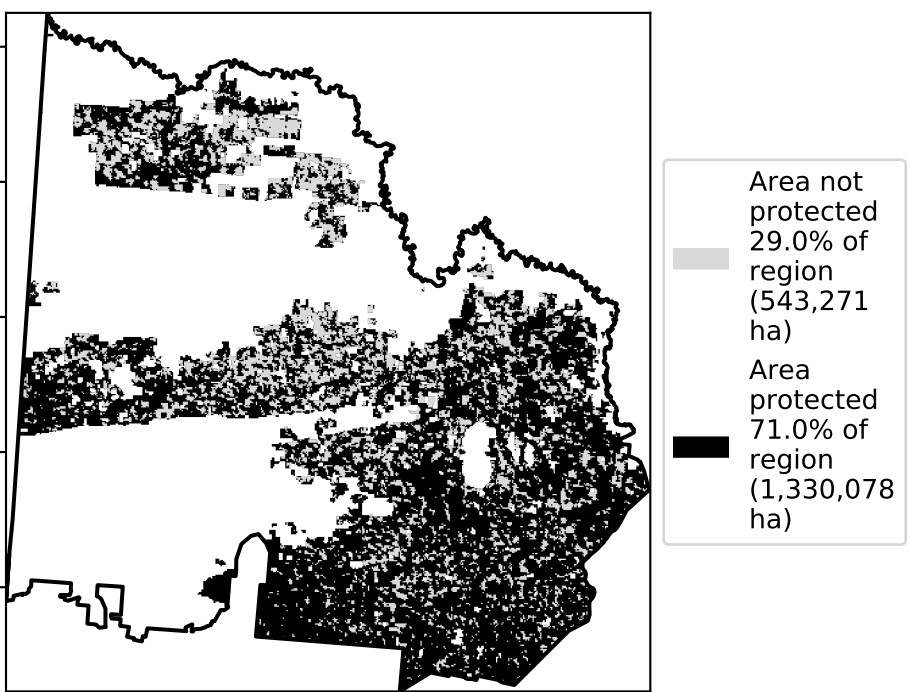 Area not
protected
29.0% of
region
(543,271
ha)
Area
protected
71.0% of
region
(1,330,078
ha)